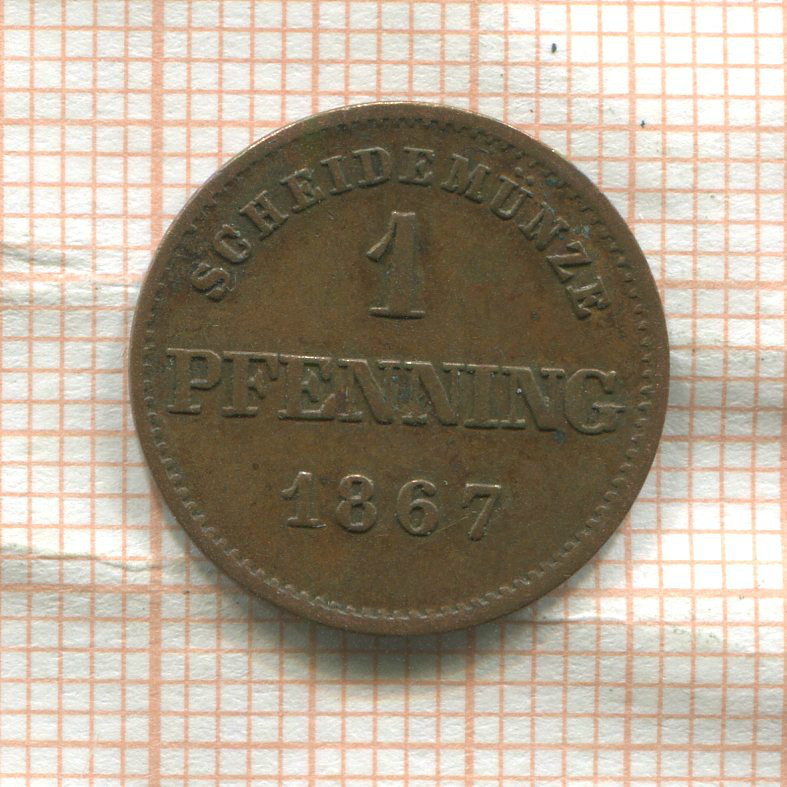 SCHEIDEMÜNZE
1
PFENNING
1867